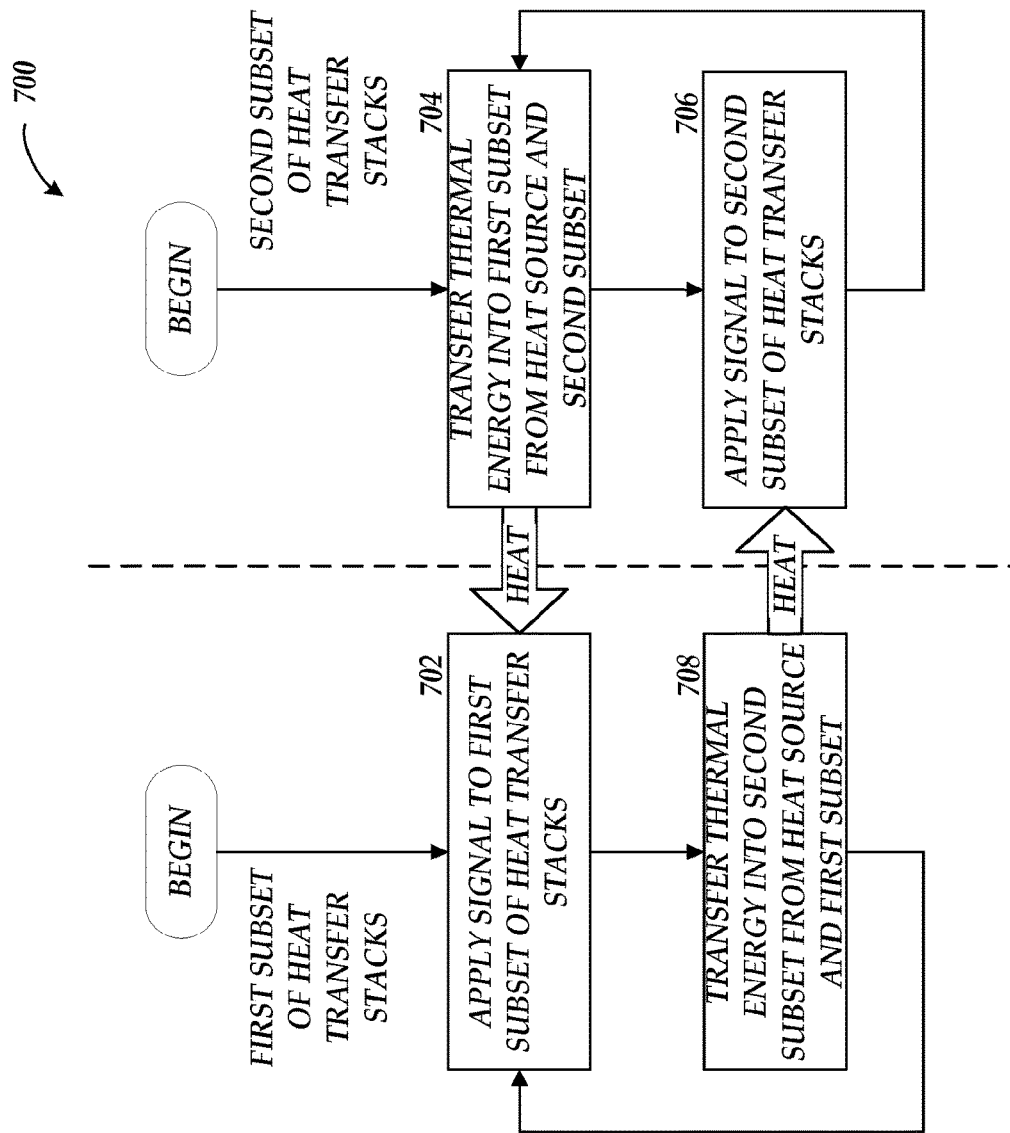 700
BEGIN
BEGIN
FIRST SUBSET
OF HEAT
TRANSFER
STACKS
SECOND SUBSET
OF HEAT
TRANSFER
STACKS
702
APPLY SIGNAL TO FIRST
SUBSET OF HEAT TRANSFER
STACKS
HEAT
704
TRANSFER THERMAL
ENERGY INTO FIRST SUBSET
FROM HEAT SOURCE AND
SECOND SUBSET
708
TRANSFER THERMAL
ENERGY INTO SECOND
SUBSET FROM HEAT SOURCE
AND FIRST SUBSET
HEAT
706
APPLY SIGNAL TO SECOND
SUBSET OF HEAT TRANSFER
STACKS